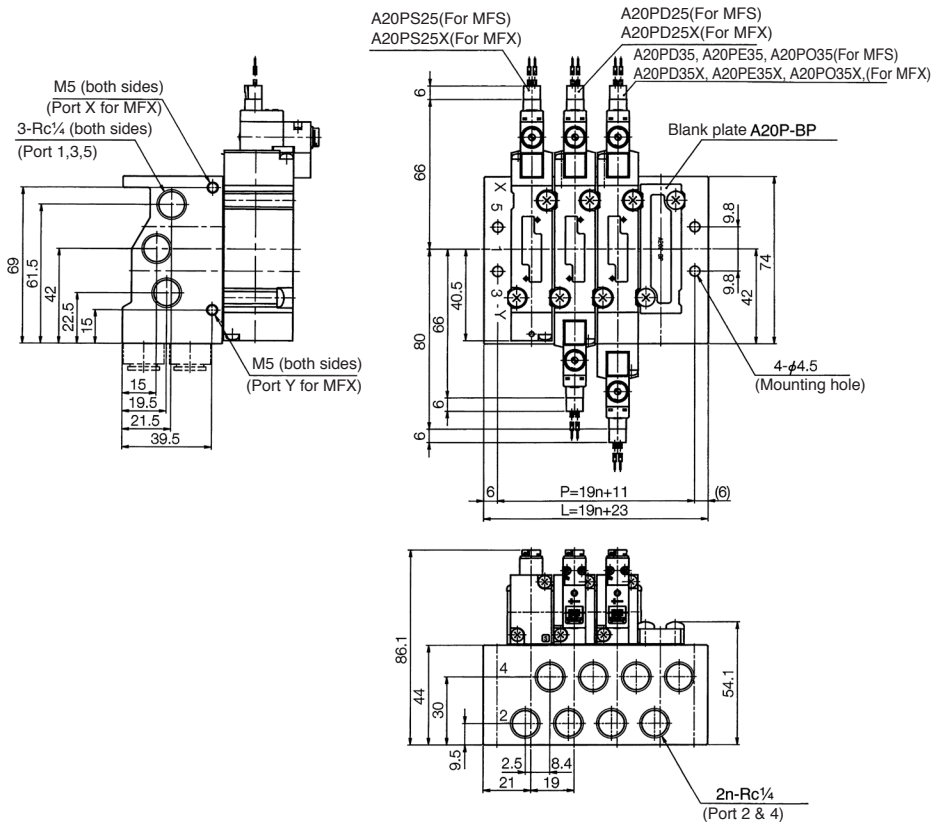 A20PS25(For MFS)
A20PS25X(For MFX)
A20PD25(For MFS)
A20PD25X(For MFX)
A20PD35, A20PE35, A20PO35(For MFS)
A20PD35X, A20PE35X, A20PO35X,(For MFX)
M5 (both sides)
(Port X for MFX)
3-Rc¼ (both sides)
(Port 1,3,5)
Blank plate A20P-BP
69
61.5
42
22.5
15
15
19.5
21.5
39.5
M5 (both sides)
(Port Y for MFX)
6
66
40.5
66
80
6
6
X
5
1
3
Y
A20P-BP
9.8
9.8
42
74
4-φ4.5
(Mounting hole)
6
P=19n+11
(6)
L=19n+23
86.1
44
30
9.5
4
2
54.1
2.5
8.4
21
19
2n-Rc¼
(Port 2 & 4)